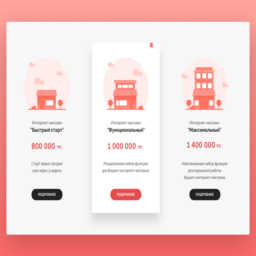 Интернет-магазин
"Быстрый старт"
800 000 тг.
Старт ваших продаж
уже через 2 недели!
ПОДРОБНЕЕ
Интернет-магазин
"Функциональный"
1 000 000 тг.
Расширенный набор функций
для Вашего интернет-магазина
ПОДРОБНЕЕ
Интернет-магазин
"Максимальный"
1 400 000 тг.
Максимальный набор функций
для серьезной работы
Вашего интернет-магазина
ПОДРОБНЕЕ